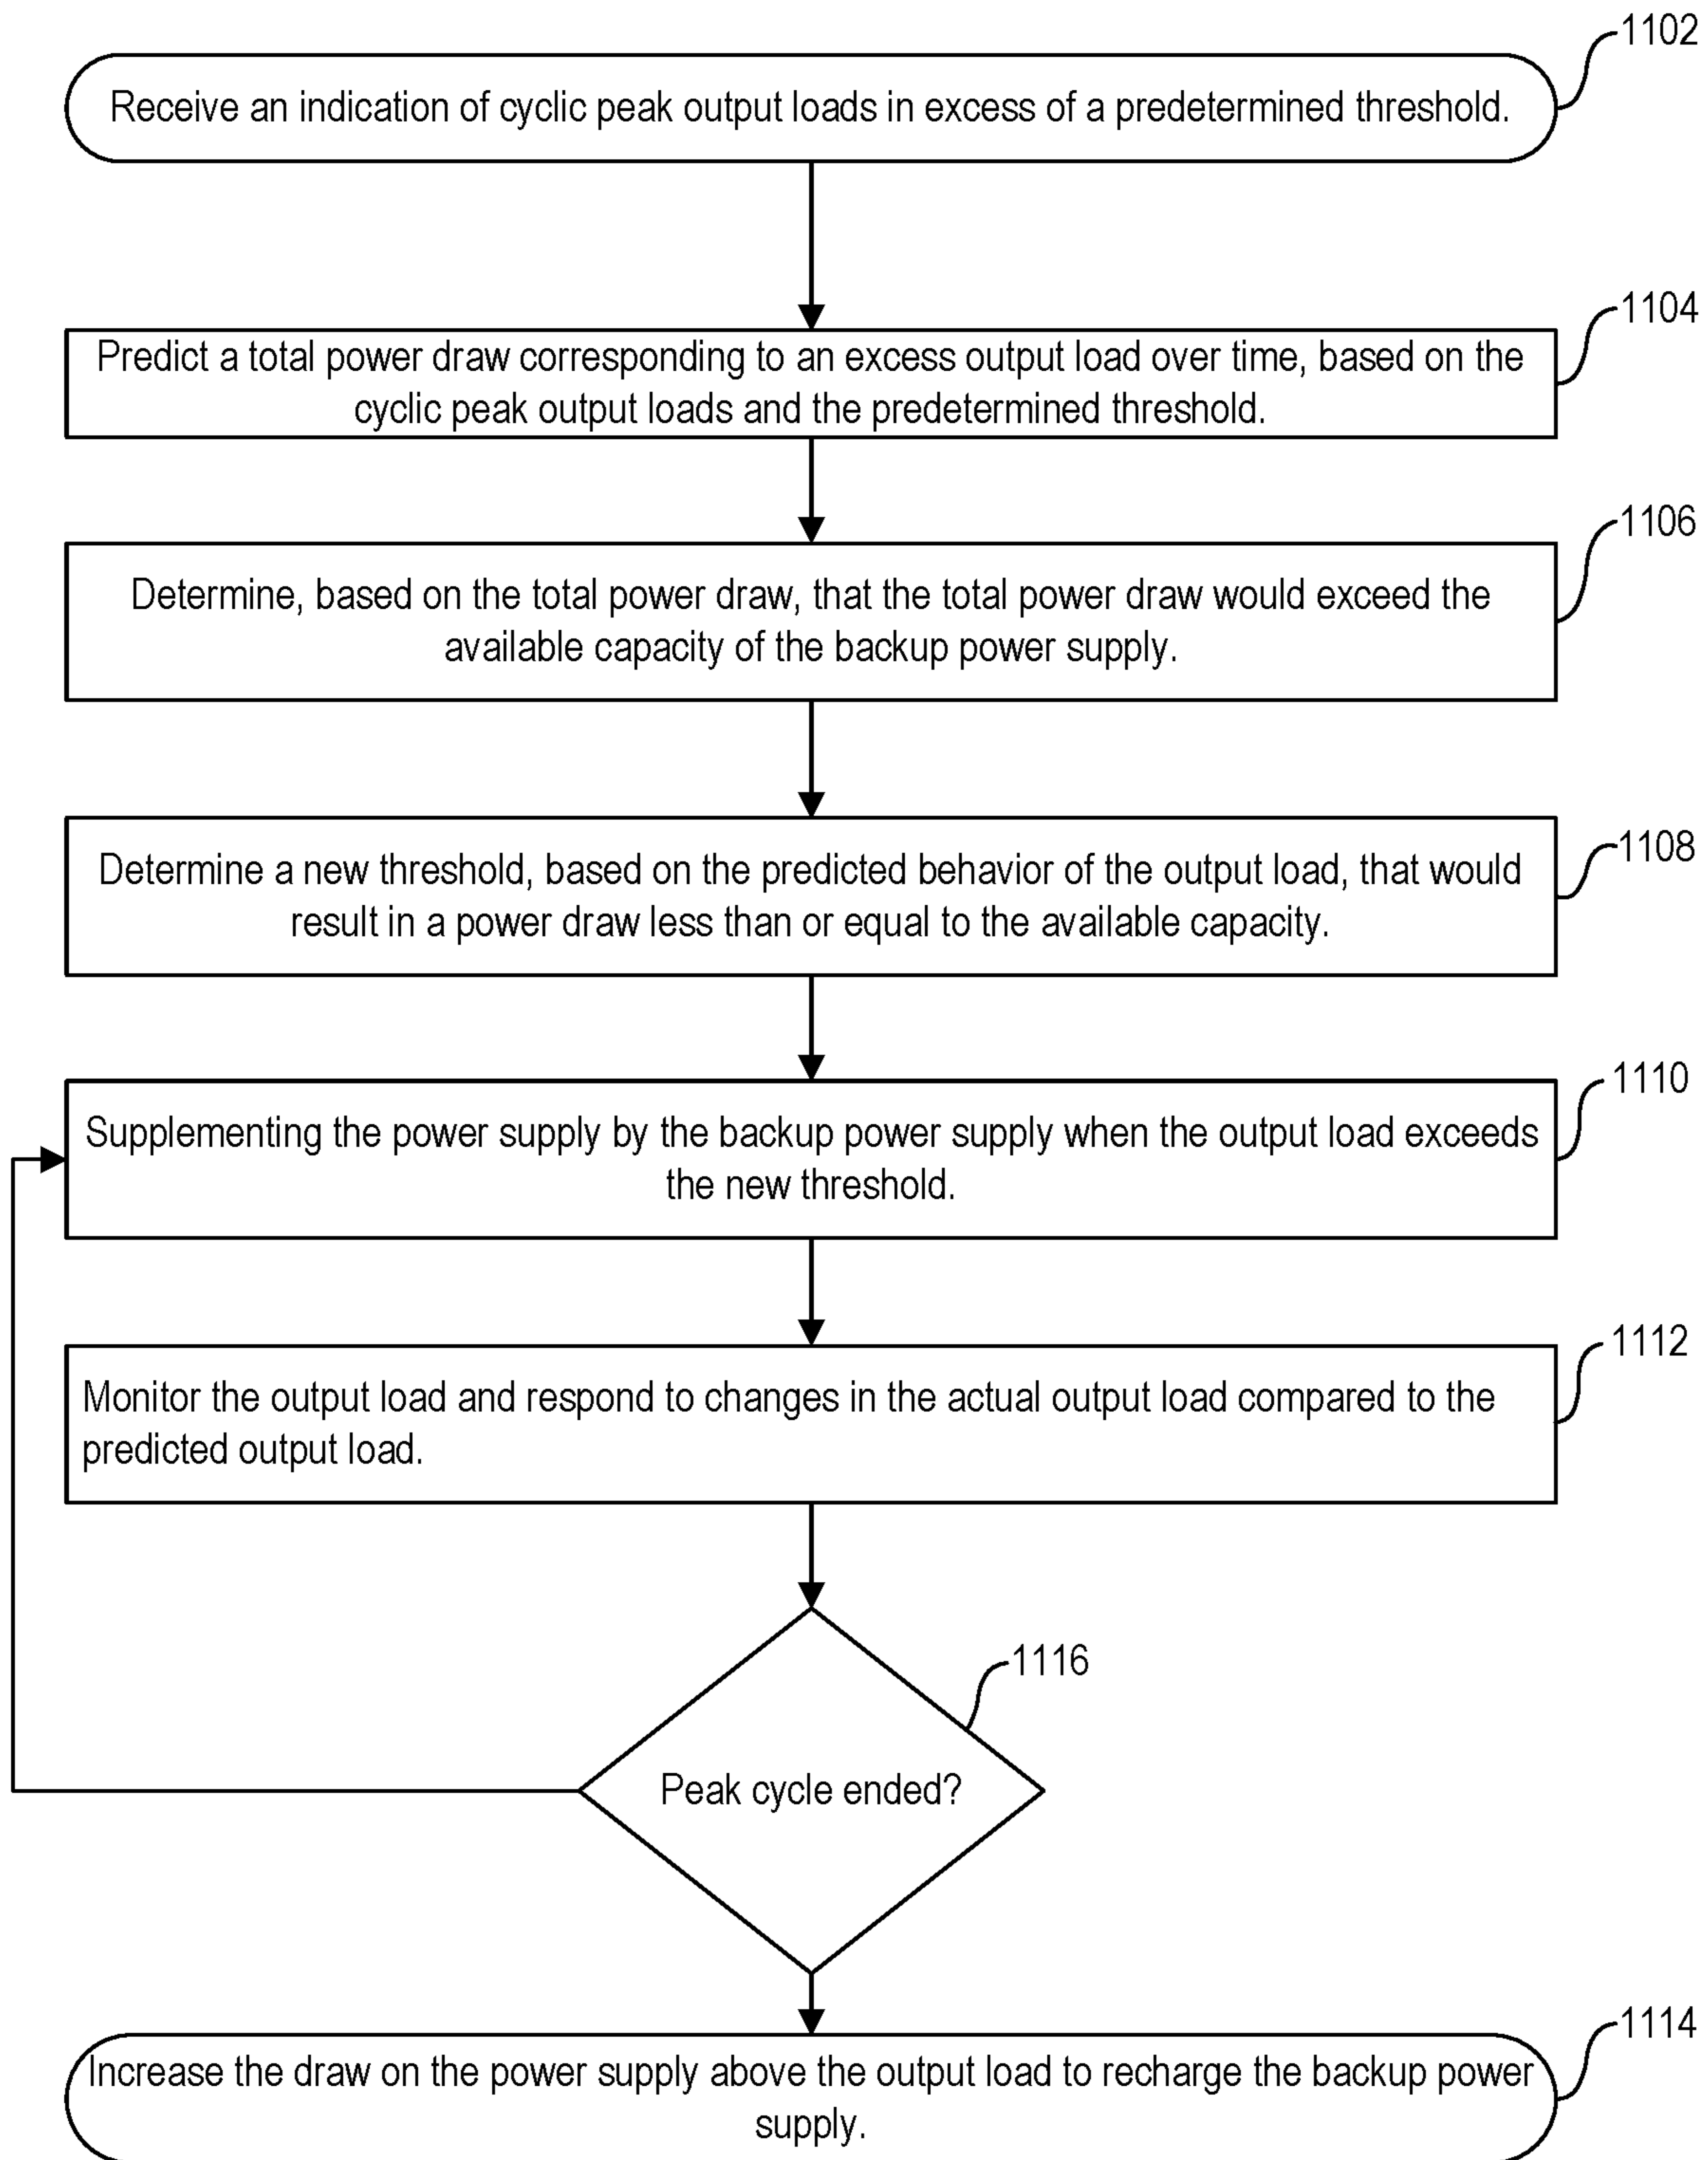 1102
Receive an indication of cyclic peak output loads in excess of a predetermined threshold.
1104
Predict a total power draw corresponding to an excess output load over time, based on the
cyclic peak output loads and the predetermined threshold.
1106
Determine, based on the total power draw, that the total power draw would exceed the
available capacity of the backup power supply.
1108
Determine a new threshold, based on the predicted behavior of the output load, that would
result in a power draw less than or equal to the available capacity.
1110
Supplementing the power supply by the backup power supply when the output load exceeds
the new threshold.
1112
Monitor the output load and respond to changes in the actual output load compared to the
predicted output load.
1116
Peak cycle ended?
1114
Increase the draw on the power supply above the output load to recharge the backup power
supply.